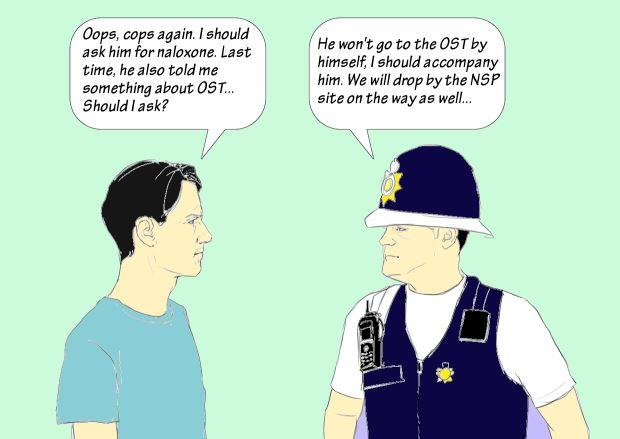 Oops, cops again. I should
ask him for naloxone. Last
time, he also told me
something about OST...
Should I ask?
He won't go to the OST by
himself, I should accompany
him. We will drop by the NSP
site on the way as well...